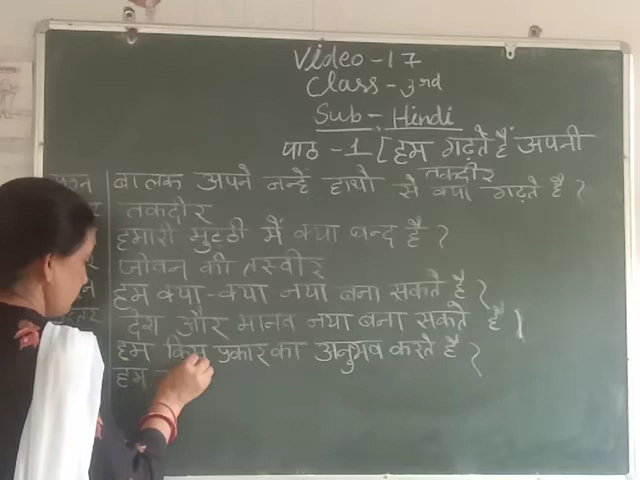 Video - 17
Class - 3rd
Sub - Hindi
पाठ - 1 [ हम गढ़ते हैं अपनी
तकदीर
बालक अपने नन्हें हाथो से क्या गढ़ते है ?
तकदीर
हमारी मुट्ठी में क्या बन्द है ?
जीवन की तस्वीर
हम क्या - क्या नया बना सकते है ?
देश और मानव नया बना सकते है ।
हम किस प्रकार का अनुभव करते है ?
हम